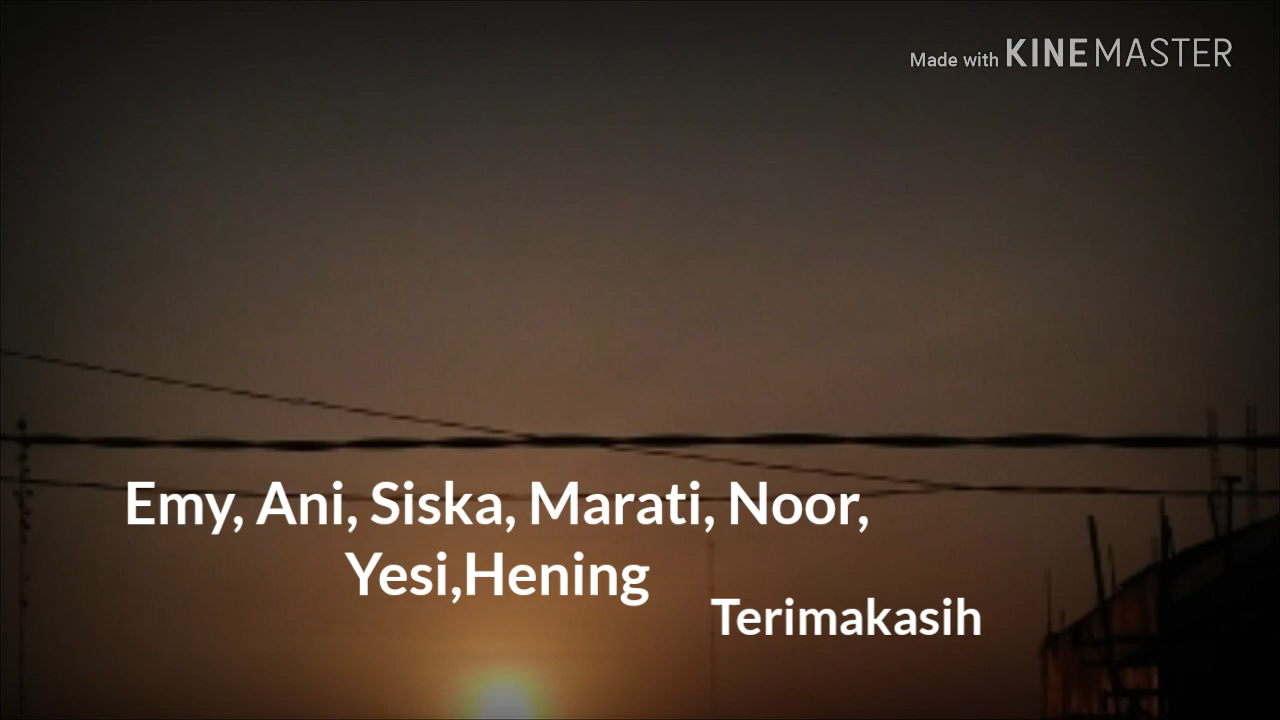 Made with KINEMASTER
Emy, Ani, Siska, Marati, Noor,
Yesi,Hening
Terimakasih